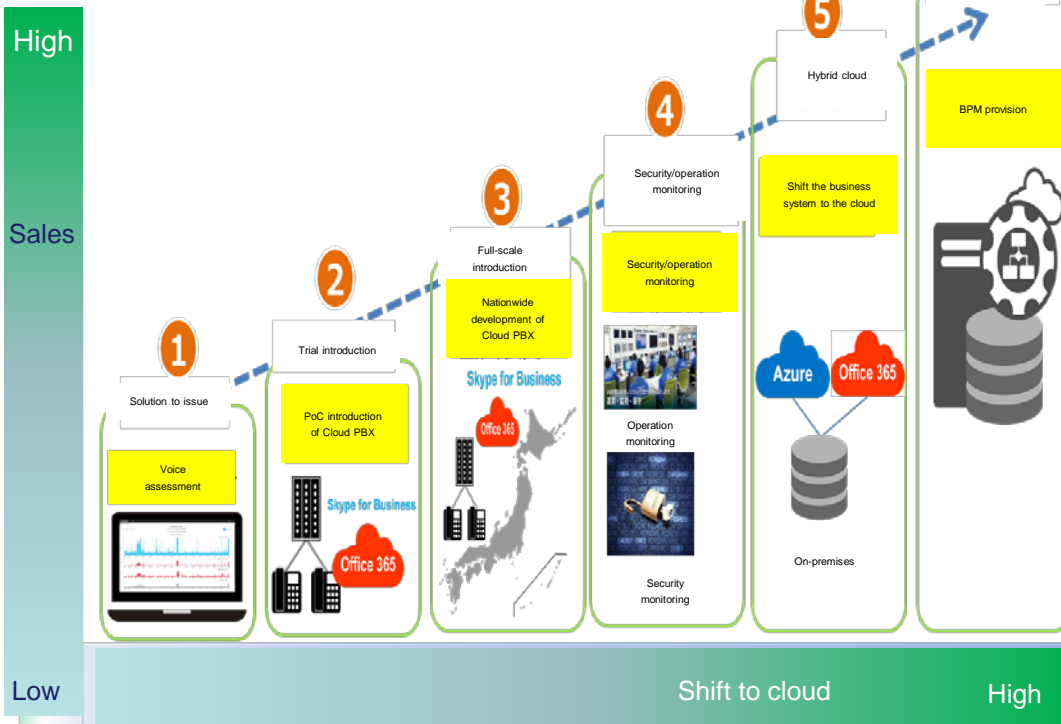 High
Sales
Low
1
Solution to issue
Voice
assessment
2
Trial introduction
PoC introduction
of Cloud PBX
Skype for Business
Office 365
3
Full-scale
introduction
Nationwide
development of
Cloud PBX
Skype for Business
Office 365
4
Security/operation
monitoring
Security/operation
monitoring
Operation
monitoring
Security
monitoring
5
Hybrid cloud
Shift the business
system to the cloud
Azure
Office 365
On-premises
BPM provision
Shift to cloud
High